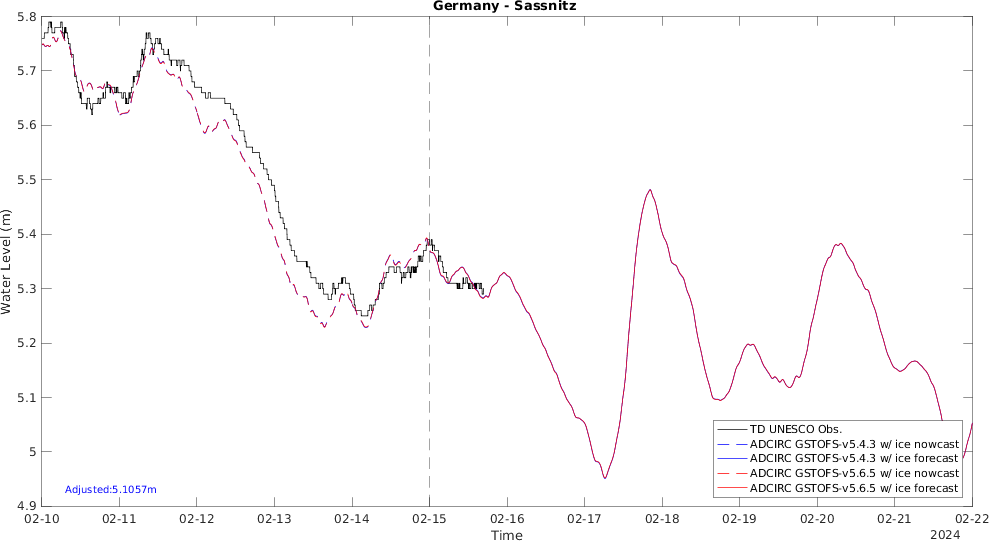 Germany - Sassnitz
Water Level (m)
5.8
5.7
5.6
5.5
5.4
5.3
5.2
5.1
5
4.9
Adjusted:5.1057m
TD UNESCO Obs.
ADCIRC GSTOFS-v5.4.3 w/ ice nowcast
ADCIRC GSTOFS-v5.4.3 w/ ice forecast
ADCIRC GSTOFS-v5.6.5 w/ ice nowcast
ADCIRC GSTOFS-v5.6.5 w/ ice forecast
02-10 02-11 02-12 02-13 02-14 02-15 02-16 02-17 02-18 02-19 02-20 02-21 02-22
Time
2024